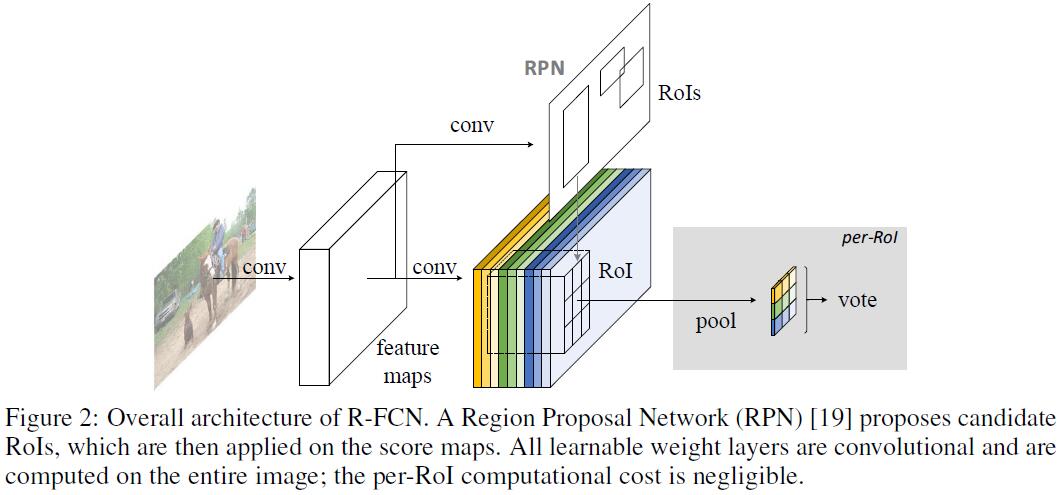 RPN
RoIs
conv
conv
conv
RoI
per-RoI
pool
vote
feature
maps
Figure 2: Overall architecture of R-FCN. A Region Proposal Network (RPN) [19] proposes candidate
RoIs, which are then applied on the score maps. All learnable weight layers are convolutional and are
computed on the entire image; the per-RoI computational cost is negligible.